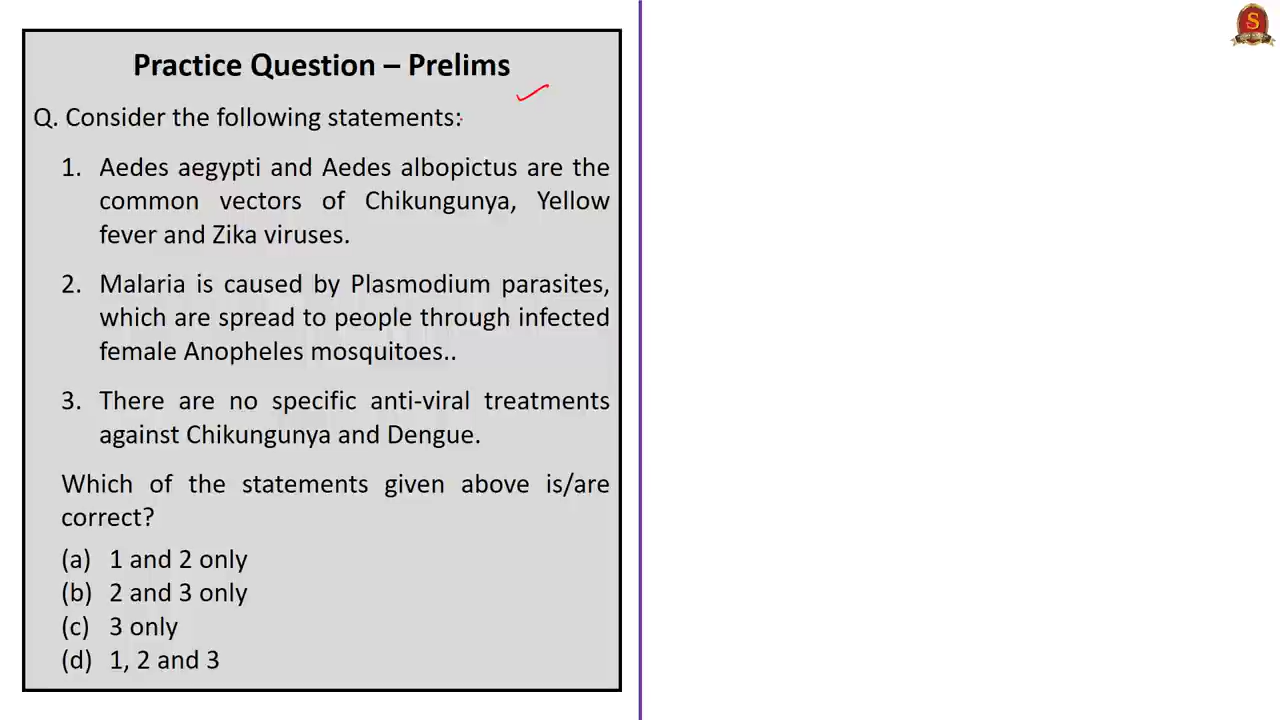 Practice Question – Prelims
Q. Consider the following statements:
1. Aedes aegypti and Aedes albopictus are the
common vectors of Chikungunya, Yellow
fever and Zika viruses.
2. Malaria is caused by Plasmodium parasites,
which are spread to people through infected
female Anopheles mosquitoes..
3. There are no specific anti-viral treatments
against Chikungunya and Dengue.
Which of the statements given above is/are
correct?
(a) 1 and 2 only
(b) 2 and 3 only
(c) 3 only
(d) 1, 2 and 3
S